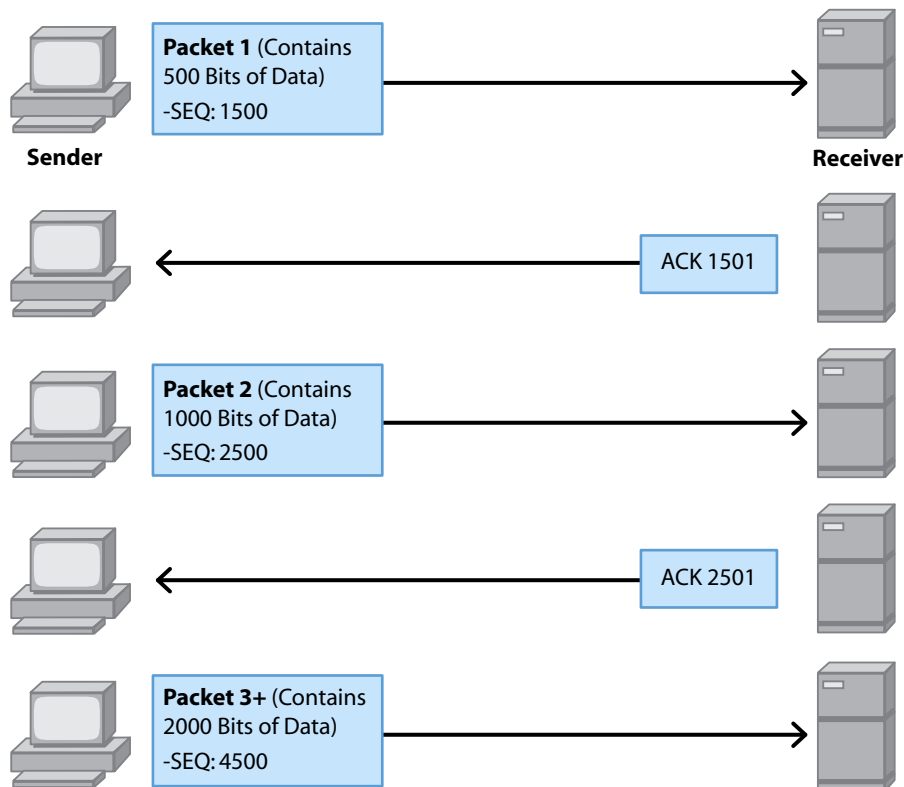 Packet 1 (Contains
500 Bits of Data)
-SEQ: 1500
Sender
Receiver
ACK 1501
Packet 2 (Contains
1000 Bits of Data)
-SEQ: 2500
ACK 2501
Packet 3+ (Contains
2000 Bits of Data)
-SEQ: 4500